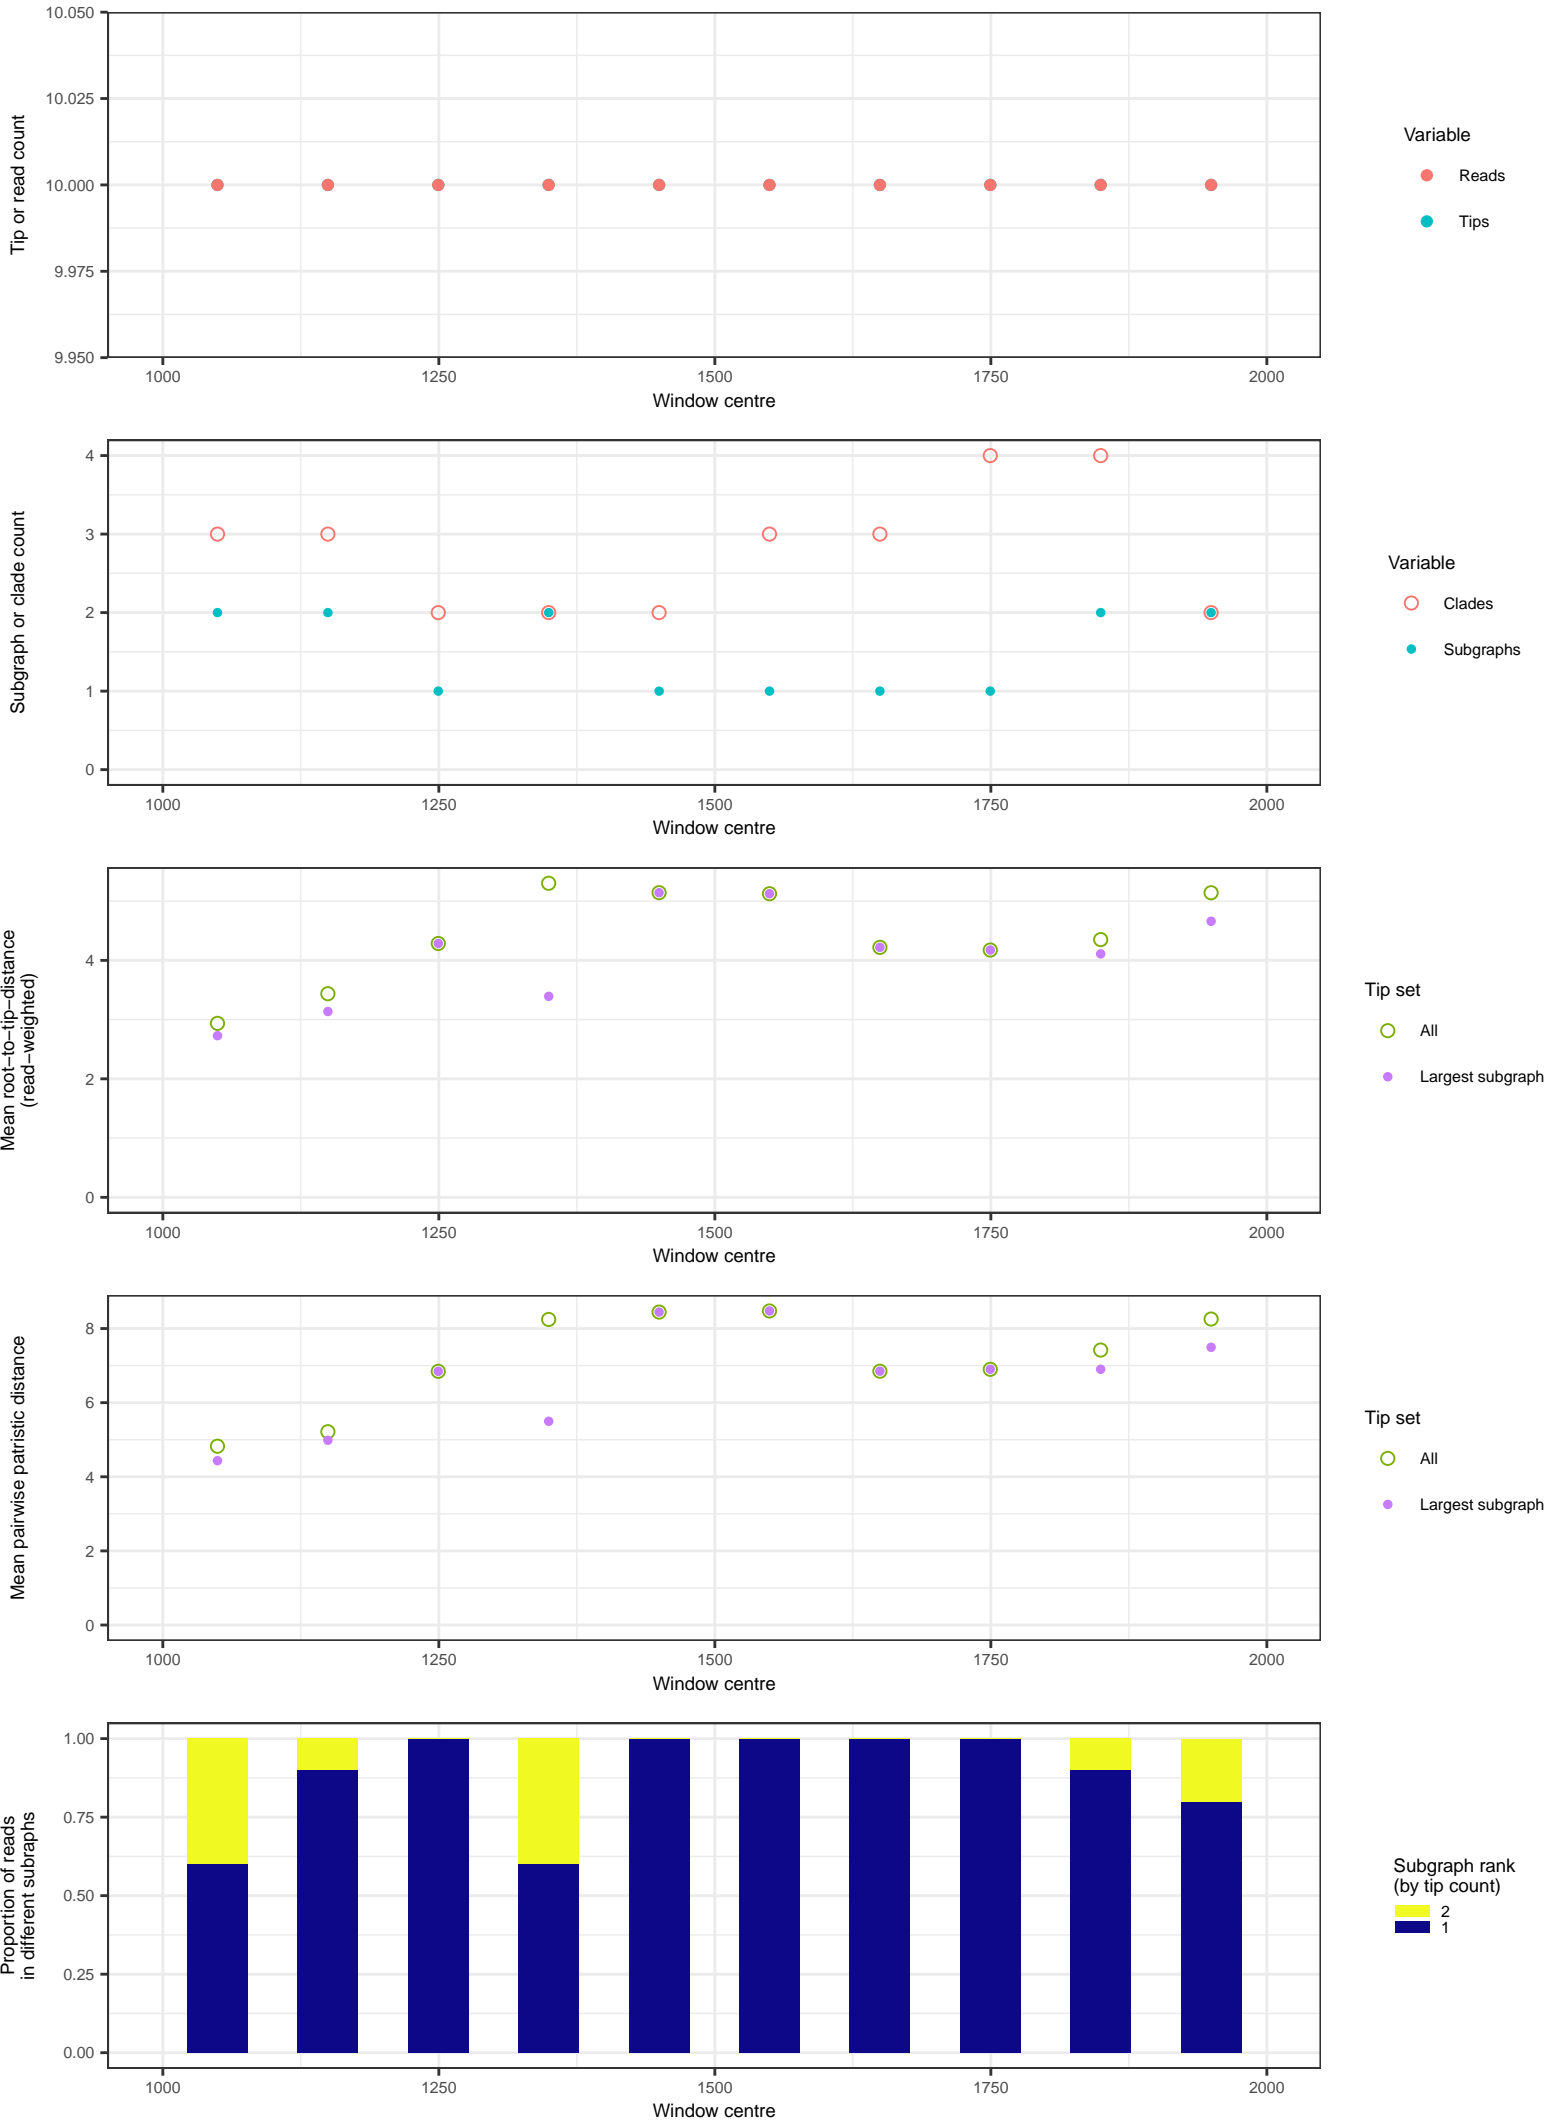 10.050
10.025
10.000
9.975
9.950
Tip or read count
1000 1250 1500 1750 2000
Window centre
Variable
Reads
Tips
4
3
2
1
0
Subgraph or clade count
1000 1250 1500 1750 2000
Window centre
Variable
Clades
Subgraphs
4
2
0
Mean root−to−tip−distance
(read−weighted)
1000 1250 1500 1750 2000
Window centre
Tip set
All
Largest subgraph
8
6
4
2
0
Mean pairwise patristic distance
1000 1250 1500 1750 2000
Window centre
Tip set
All
Largest subgraph
1.00
0.75
0.50
0.25
0.00
Proportion of reads
in different subraphs
1000 1250 1500 1750 2000
Window centre
Subgraph rank
(by tip count)
2
1